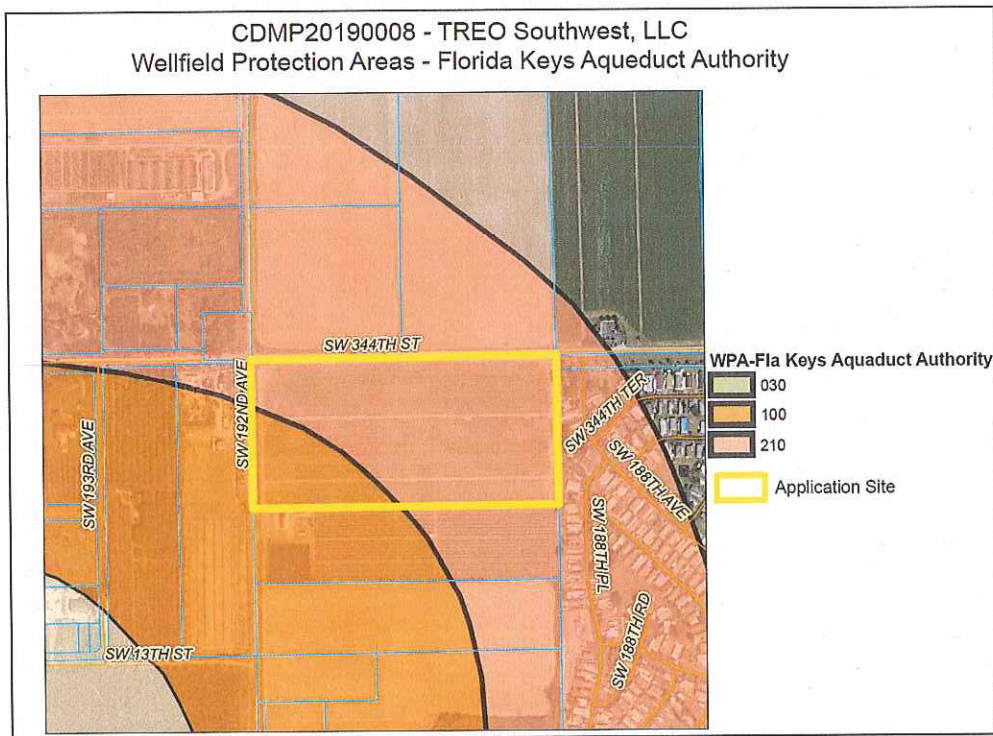 CDMP20190008 - TREO Southwest, LLC
Wellfield Protection Areas - Florida Keys Aqueduct Authority
SW 344TH ST
SW 192ND AVE
SW 193RD AVE
SW 344TH TER
SW 188TH AVE
SW 188TH PL
SW 188TH RD
SW 13TH ST
WPA-Fla Keys Aquaduct Authority
030
100
210
Application Site